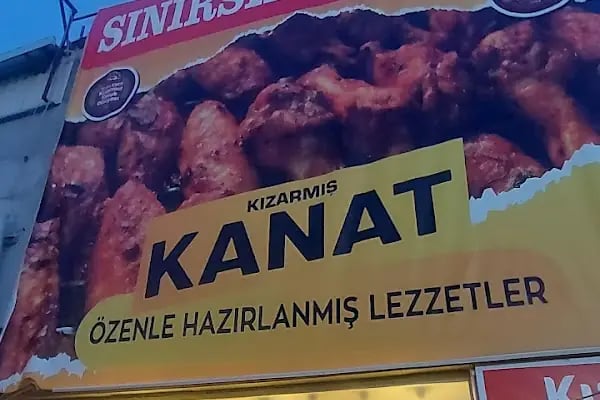 KIZARMIŞ
KANAT
ÖZENLE HAZIRLANMIŞ LEZZETLER